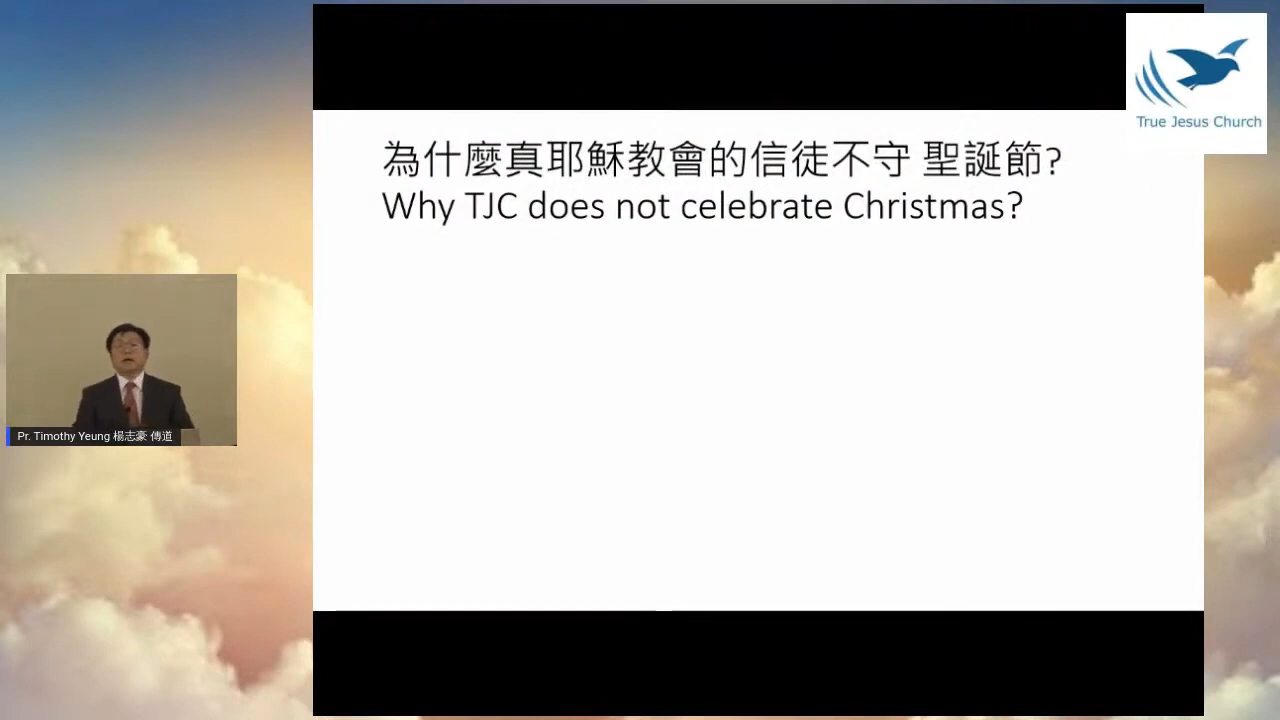 為什麼真耶穌教會的信徒不守 聖誕節?
Why TJC does not celebrate Christmas?
True Jesus Church
Pr. Timothy Yeung 楊志豪 傳道